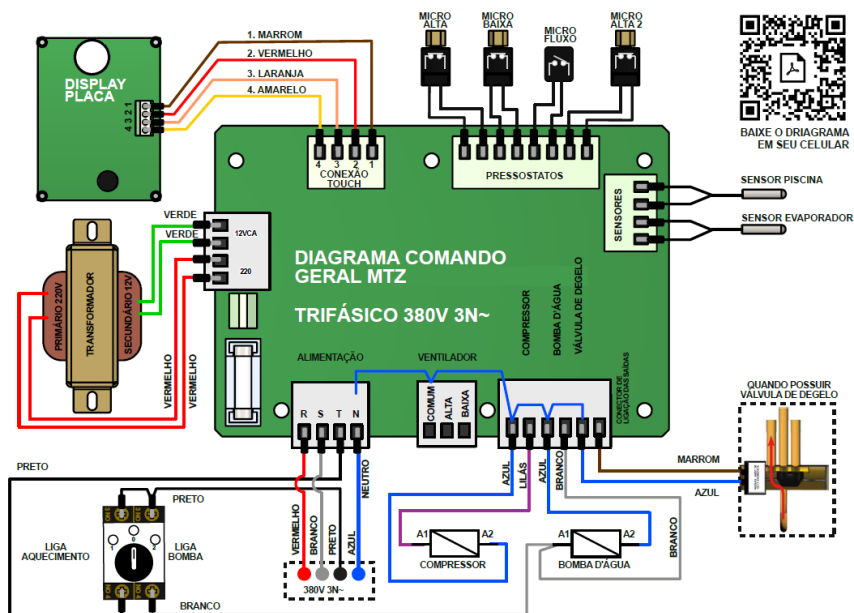 MICRO
ALTA
MICRO
BAIXA
MICRO
FLUXO
MICRO
ALTA 2
1. MARROM
2. VERMELHO
3. LARANJA
4. AMARELO
DISPLAY
PLACA
4 3 2 1
BAIXE O DRIAGRAMA
EM SEU CELULAR
4 3 2 1
CONEXÃO
TOUCH
PRESSOSTATOS
SENSORES
SENSOR PISCINA
SENSOR EVAPORADOR
VERDE
VERDE
12VCA
220
PRIMÁRIO 220V
TRANSFORMADOR
SECUNDÁRIO 12V
VERMELHO
VERMELHO
DIAGRAMA COMANDO
GERAL MTZ
TRIFÁSICO 380V 3N~
COMPRESSOR
BOMBA D'ÁGUA
VÁLVULA DE DEGELO
ALIMENTAÇÃO
VENTILADOR
R S T N
COMUM
ALTA
BAIXA
CONECTOR DE
LIGAÇÃO DAS SAÍDAS
QUANDO POSSUIR
VÁLVULA DE DEGELO
MARROM
AZUL
PRETO
PRETO
NEUTRO
AZUL
LILÁS
AZUL
BRANCO
LIGA
AQUECIMENTO
1 0 2
LIGA
BOMBA
VERMELHO
BRANCO
PRETO
AZUL
380V 3N~
A1 A2
COMPRESSOR
A1 A2
BOMBA D'ÁGUA
BRANCO
BRANCO